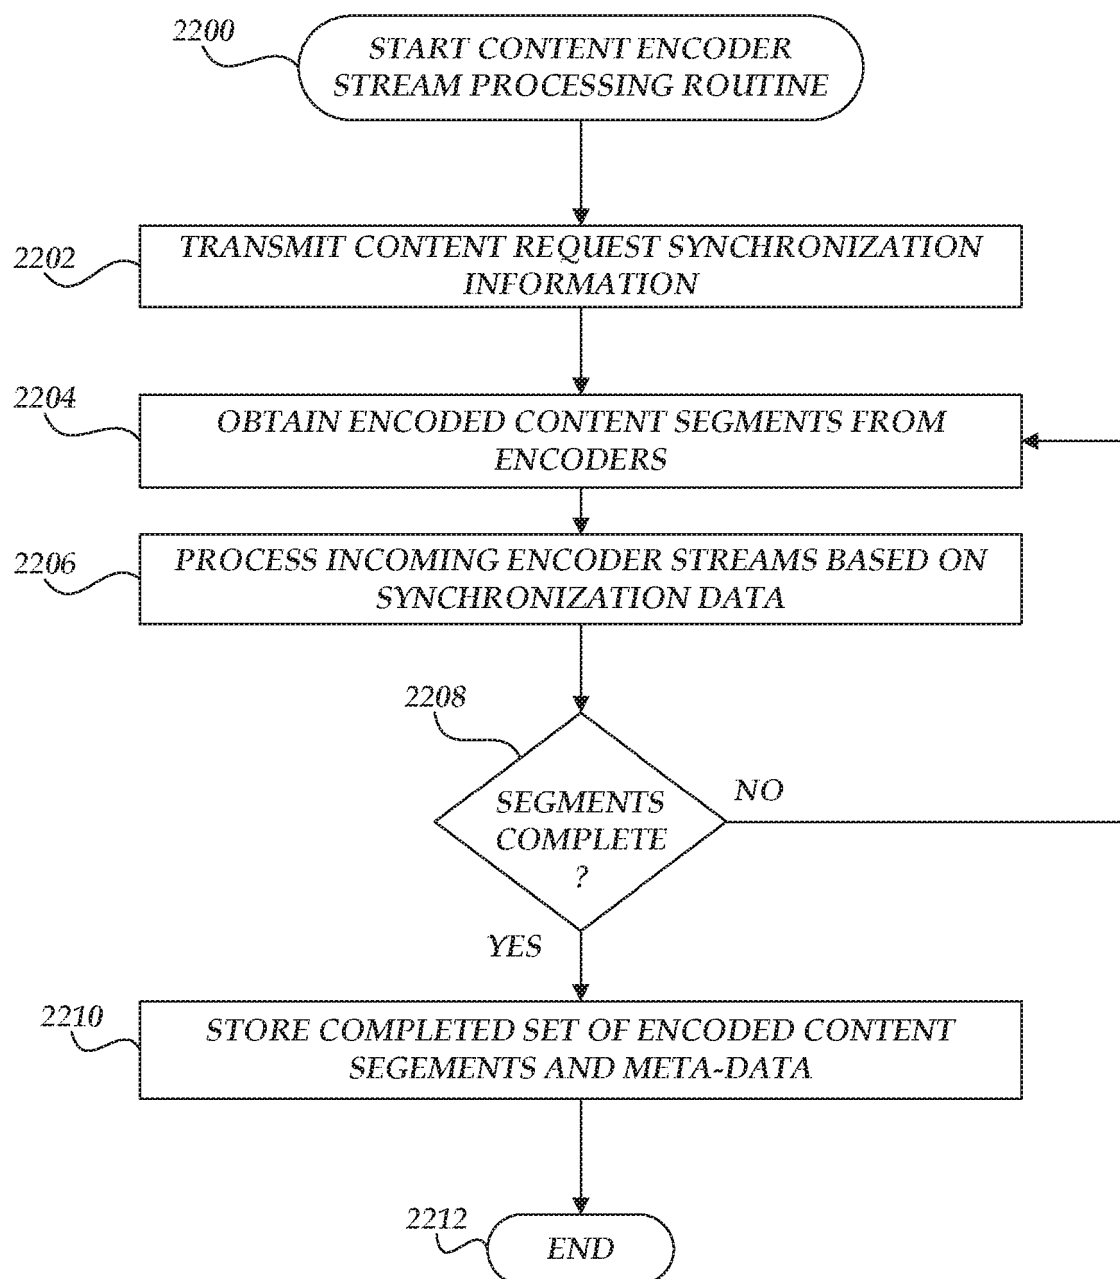 2200
START CONTENT ENCODER
STREAM PROCESSING ROUTINE
2202
TRANSMIT CONTENT REQUEST SYNCHRONIZATION
INFORMATION
2204
OBTAIN ENCODED CONTENT SEGMENTS FROM
ENCODERS
2206
PROCESS INCOMING ENCODER STREAMS BASED ON
SYNCHRONIZATION DATA
2208
SEGMENTS
COMPLETE
?
NO
YES
2210
STORE COMPLETED SET OF ENCODED CONTENT
SEGEMENTS AND META-DATA
2212
END